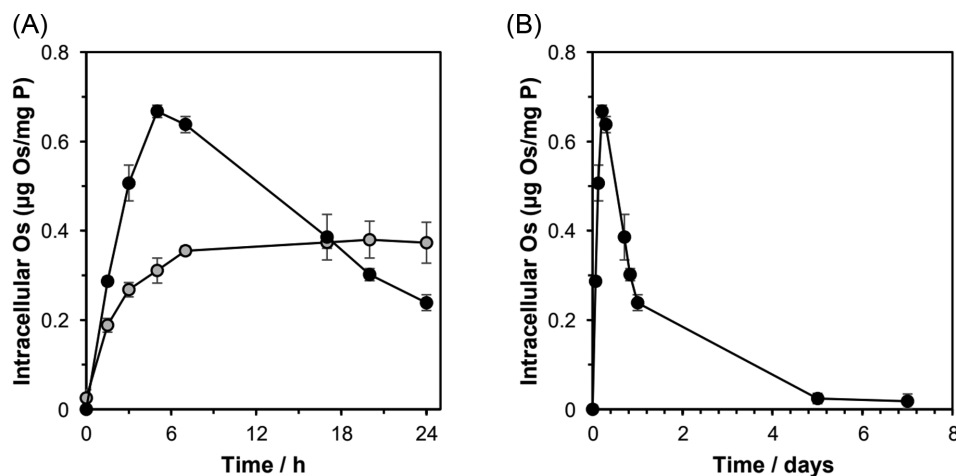 (A)
Intracellular Os (µg Os/mg P)
0.8
0.6
0.4
0.2
0
0 6 12 18 24
Time / h
(B)
Intracellular Os (µg Os/mg P)
0.8
0.6
0.4
0.2
0
0 2 4 6 8
Time / days